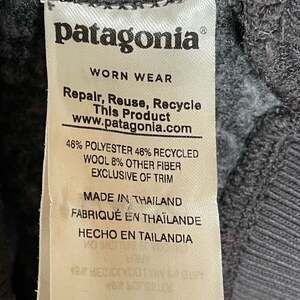 patagonia®
WORN WEAR
Repair, Reuse, Recycle
This Product
www.patagonia.com
46% POLYESTER 46% RECYCLED
WOOL 8% OTHER FIBER
EXCLUSIVE OF TRIM
MADE IN THAILAND
FABRIQUÉ EN THAÏLANDE
HECHO EN TAILANDIA